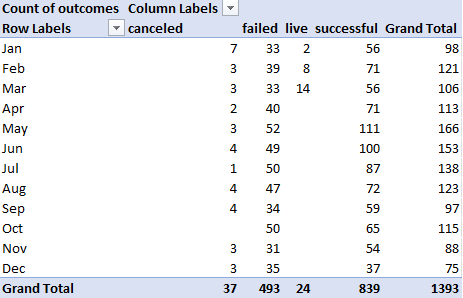 Count of outcomes Column Labels
Row Labels canceled failed live successful Grand Total
Jan 7 33 2 56 98
Feb 3 39 8 71 121
Mar 3 33 14 56 106
Apr 2 40 71 113
May 3 52 111 166
Jun 4 49 100 153
Jul 1 50 87 138
Aug 4 47 72 123
Sep 4 34 59 97
Oct 50 65 115
Nov 3 31 54 88
Dec 3 35 37 75
Grand Total 37 493 24 839 1393